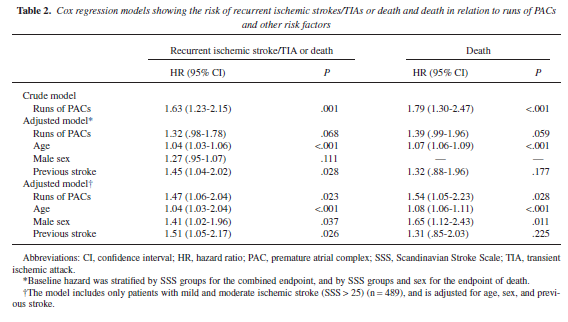 Table 2. Cox regression models showing the risk of recurrent ischemic strokes/TIAs or death and death in relation to runs of PACs
and other risk factors
Recurrent ischemic stroke/TIA or death Death
HR (95% CI) P HR (95% CI) P
Crude model
Runs of PACs 1.63 (1.23-2.15) .001 1.79 (1.30-2.47) <.001
Adjusted model*
Runs of PACs 1.32 (.98-1.78) .068 1.39 (.99-1.96) .059
Age 1.04 (1.03-1.06) <.001 1.07 (1.06-1.09) <.001
Male sex 1.27 (.95-1.07) .111 — —
Previous stroke 1.45 (1.04-2.02) .028 1.32 (.88-1.96) .177
Adjusted model†
Runs of PACs 1.47 (1.06-2.04) .023 1.54 (1.05-2.23) .028
Age 1.04 (1.03-2.04) <.001 1.08 (1.06-1.11) <.001
Male sex 1.41 (1.02-1.96) .037 1.65 (1.12-2.43) .011
Previous stroke 1.51 (1.05-2.17) .026 1.31 (.85-2.03) .225
Abbreviations: CI, confidence interval; HR, hazard ratio; PAC, premature atrial complex; SSS, Scandinavian Stroke Scale; TIA, transient
ischemic attack.
*Baseline hazard was stratified by SSS groups for the combined endpoint, and by SSS groups and sex for the endpoint of death.
†The model includes only patients with mild and moderate ischemic stroke (SSS > 25) (n = 489), and is adjusted for age, sex, and previ-
ous stroke.